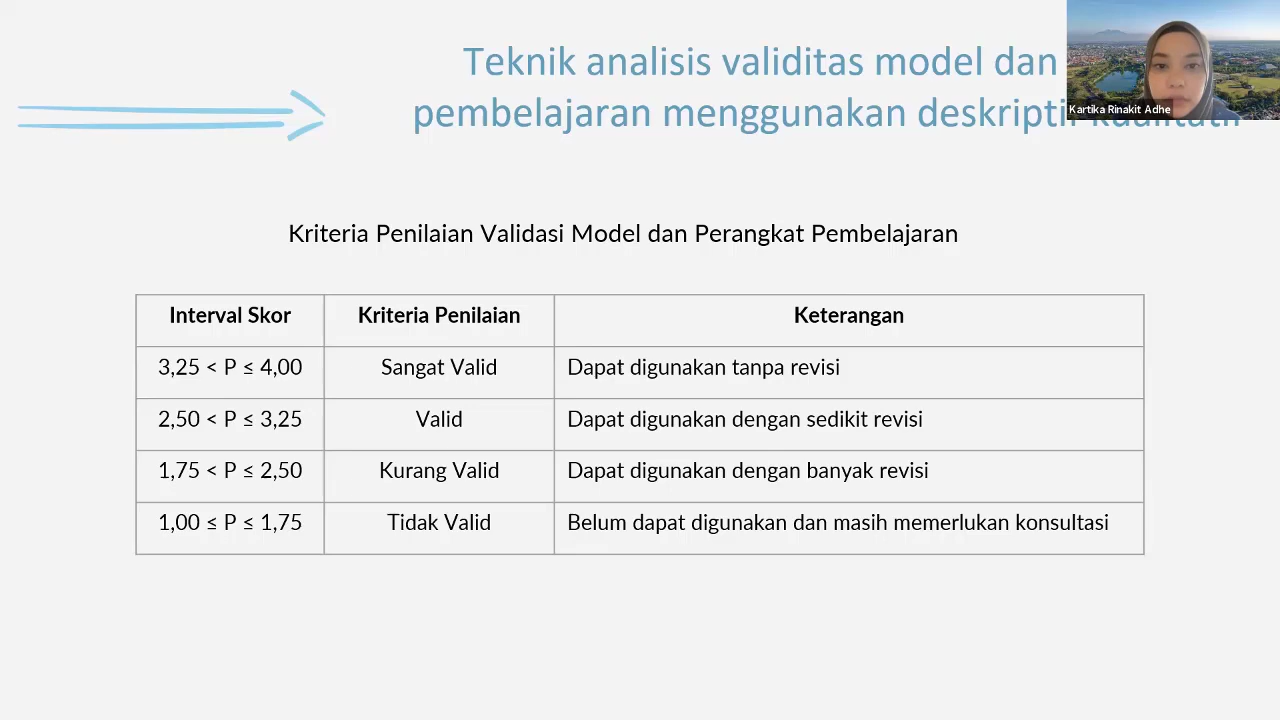 Teknik analisis validitas model dan
pembelajaran menggunakan deskriptif
Kartika Rinakit Adhe
Kriteria Penilaian Validasi Model dan Perangkat Pembelajaran
Interval Skor Kriteria Penilaian Keterangan
3,25 < P ≤ 4,00 Sangat Valid Dapat digunakan tanpa revisi
2,50 < P ≤ 3,25 Valid Dapat digunakan dengan sedikit revisi
1,75 < P ≤ 2,50 Kurang Valid Dapat digunakan dengan banyak revisi
1,00 ≤ P ≤ 1,75 Tidak Valid Belum dapat digunakan dan masih memerlukan konsultasi